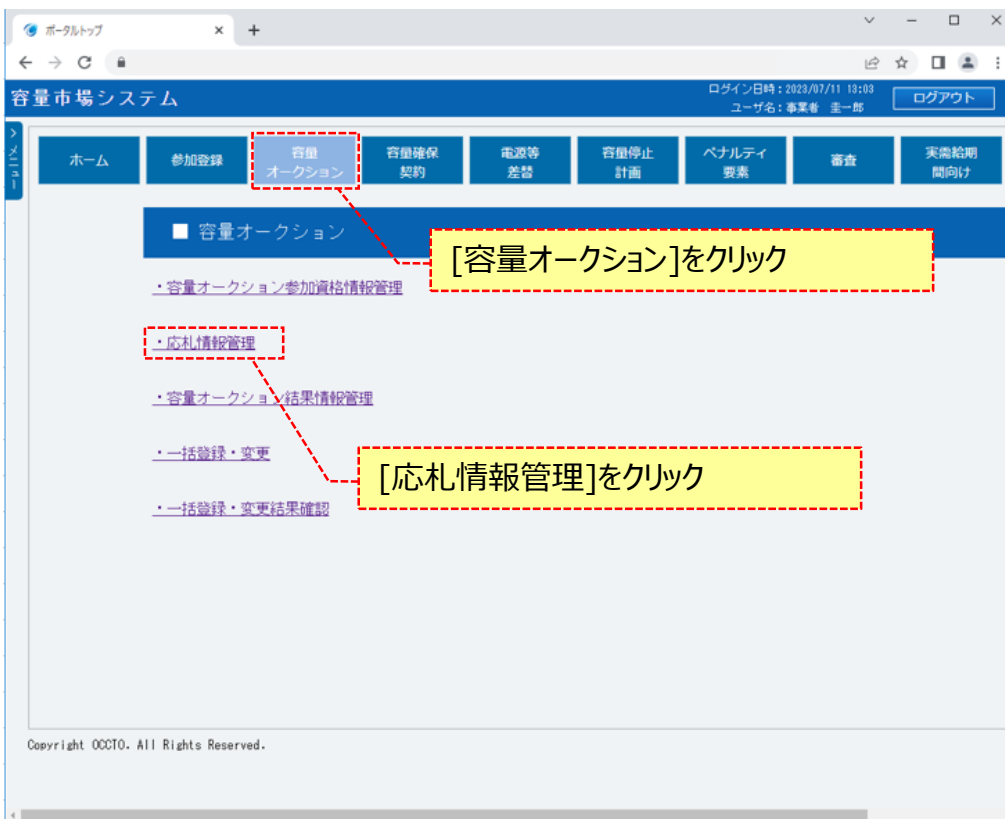 ポータルトップ
容量市場システム
ログイン日時：2023/07/11 13:03
ユーザ名：事業者 圭一郎
ログアウト
>メニュー
ホーム
参加登録
容量
オークション
容量確保
契約
電源等
差替
容量停止
計画
ペナルティ
要素
審査
実需給期
間向け
■ 容量オークション
[容量オークション]をクリック
・容量オークション参加資格情報管理
・応札情報管理
・容量オークション結果情報管理
・一括登録・変更
[応札情報管理]をクリック
・一括登録・変更結果確認
Copyright OCCTO. All Rights Reserved.